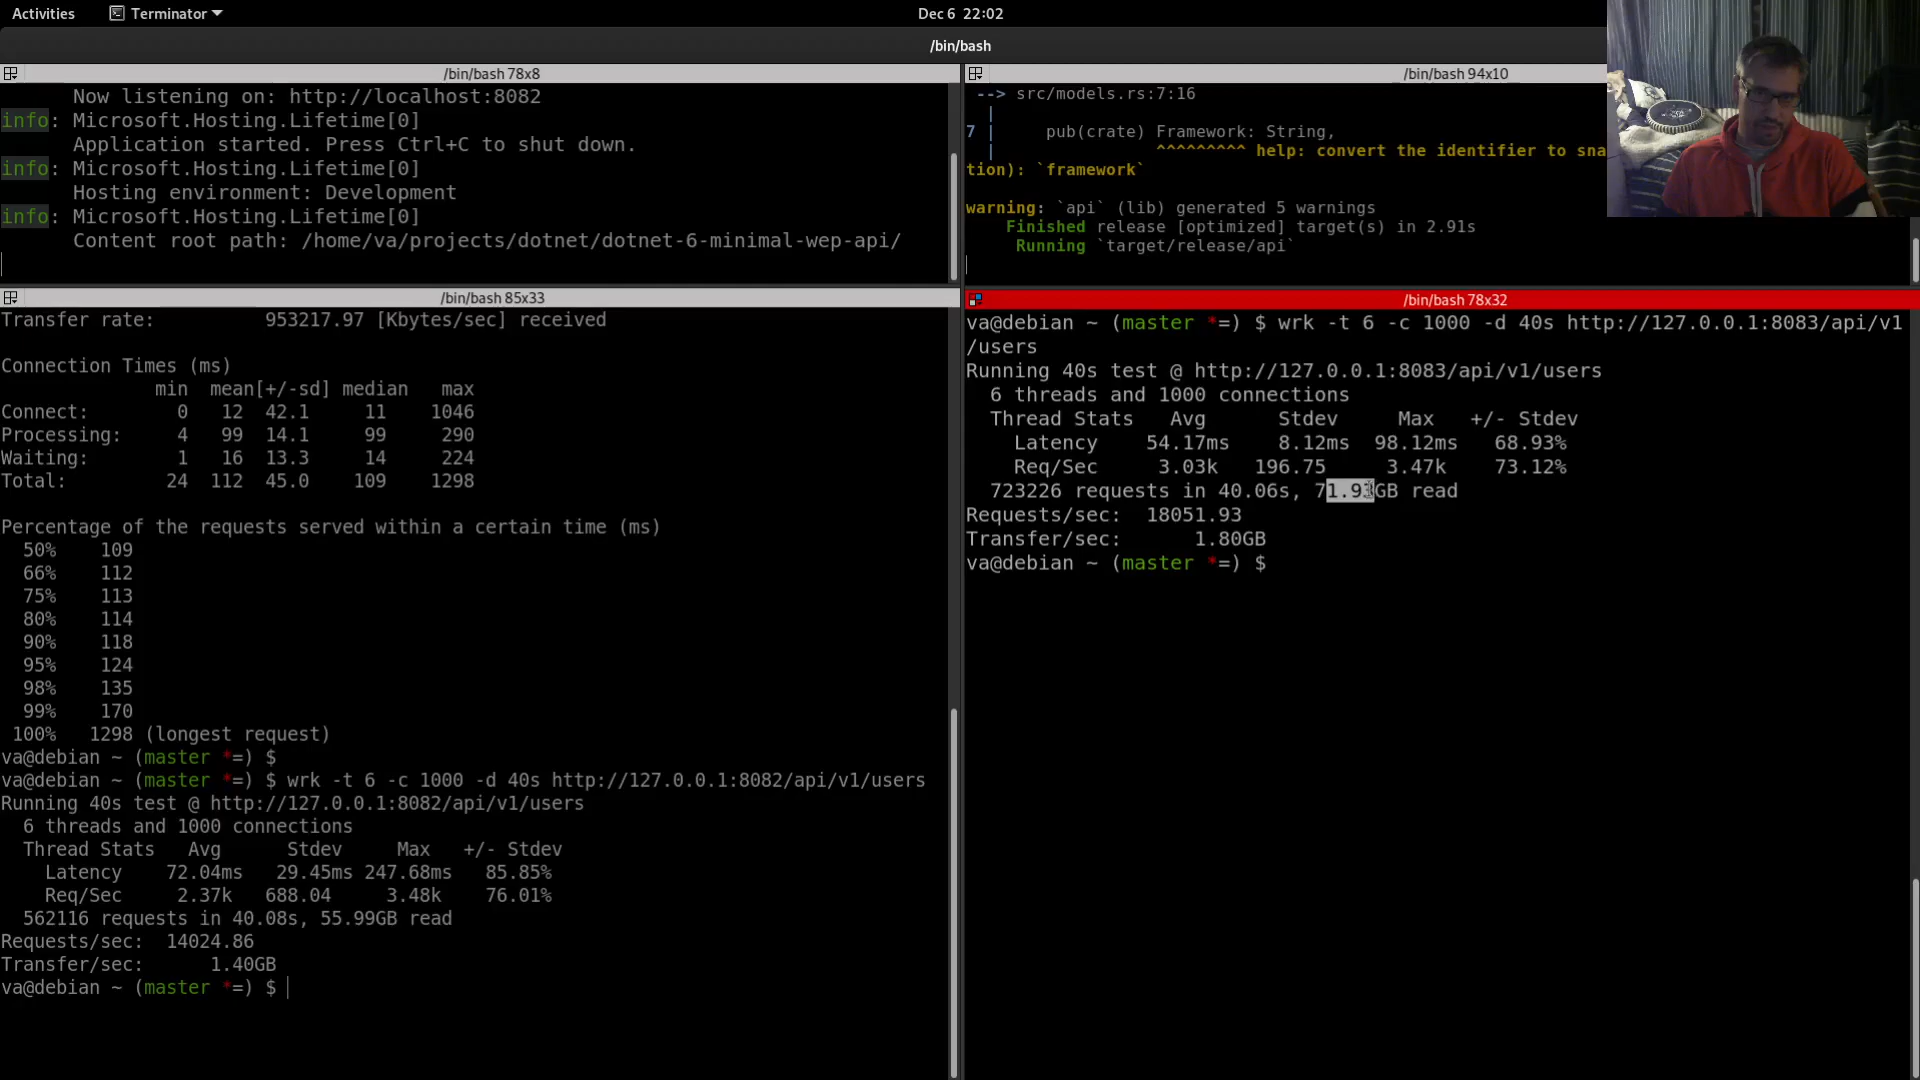 Activities
Terminator
Dec 6 22:02
/bin/bash
/bin/bash 78x8
Now listening on: http://localhost:8082
info: Microsoft.Hosting.Lifetime[0]
Application started. Press Ctrl+C to shut down.
info: Microsoft.Hosting.Lifetime[0]
Hosting environment: Development
info: Microsoft.Hosting.Lifetime[0]
Content root path: /home/va/projects/dotnet/dotnet-6-minimal-wep-api/
/bin/bash 94x10
--> src/models.rs:7:16
|
7 |     pub(crate) Framework: String,
|                ^^^^^^^^^ help: convert the identifier to sna
tion): `framework`
warning: `api` (lib) generated 5 warnings
Finished release [optimized] target(s) in 2.91s
Running `target/release/api`
/bin/bash 85x33
Transfer rate:          953217.97 [Kbytes/sec] received
Connection Times (ms)
min  mean[+/-sd] median   max
Connect:        0   12  42.1     11    1046
Processing:     4   99  14.1     99     290
Waiting:        1   16  13.3     14     224
Total:         24  112  45.0    109    1298
Percentage of the requests served within a certain time (ms)
50%    109
66%    112
75%    113
80%    114
90%    118
95%    124
98%    135
99%    170
100%   1298 (longest request)
va@debian ~ (master *=) $
va@debian ~ (master *=) $ wrk -t 6 -c 1000 -d 40s http://127.0.0.1:8082/api/v1/users
Running 40s test @ http://127.0.0.1:8082/api/v1/users
6 threads and 1000 connections
Thread Stats   Avg      Stdev     Max   +/- Stdev
Latency    72.04ms   29.45ms 247.68ms   85.85%
Req/Sec     2.37k   688.04     3.48k    76.01%
562116 requests in 40.08s, 55.99GB read
Requests/sec:  14024.86
Transfer/sec:      1.40GB
va@debian ~ (master *=) $
/bin/bash 78x32
va@debian ~ (master *=) $ wrk -t 6 -c 1000 -d 40s http://127.0.0.1:8083/api/v1
/users
Running 40s test @ http://127.0.0.1:8083/api/v1/users
6 threads and 1000 connections
Thread Stats   Avg      Stdev     Max   +/- Stdev
Latency    54.17ms    8.12ms  98.12ms   68.93%
Req/Sec     3.03k   196.75     3.47k    73.12%
723226 requests in 40.06s, 71.93GB read
Requests/sec:  18051.93
Transfer/sec:      1.80GB
va@debian ~ (master *=) $